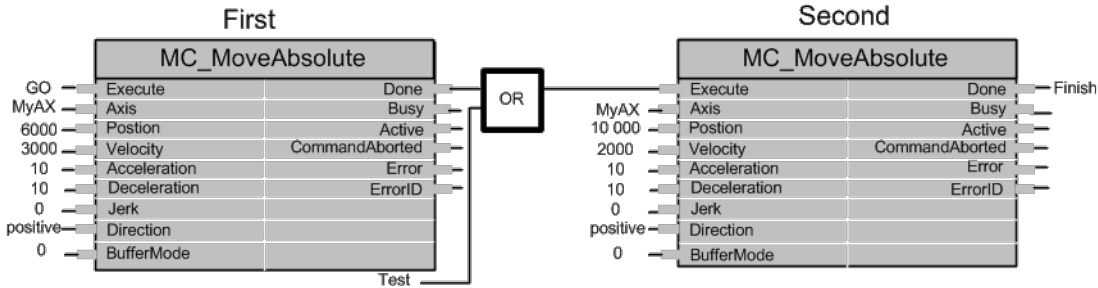 First Second
MC_MoveAbsolute MC_MoveAbsolute
GO Execute Done OR Execute Done Finish
MyAX Axis Busy MyAX Axis Busy
6000 Postion Active 10 000 Postion Active
3000 Velocity CommandAborted 2000 Velocity CommandAborted
10 Acceleration Error 10 Acceleration Error
10 Deceleration ErrorID 10 Deceleration ErrorID
0 Jerk 0 Jerk
positive Direction positive Direction
0 BufferMode 0 BufferMode
Test